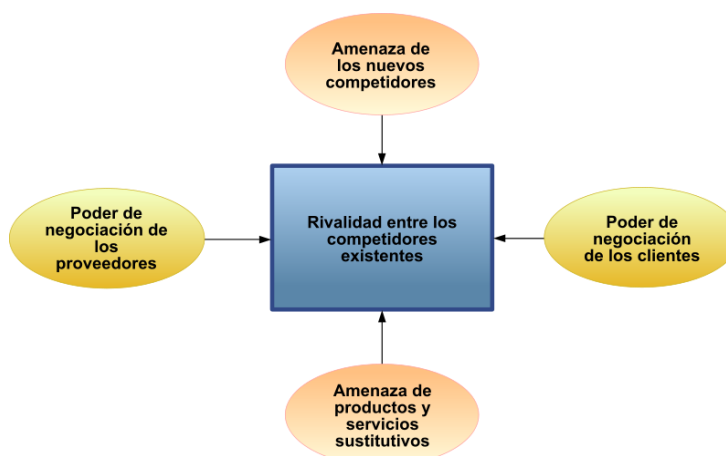 Amenaza de
los nuevos
competidores
Poder de
negociación de
los
proveedores
Rivalidad entre los
competidores
existentes
Poder de
negociación
de los clientes
Amenaza de
productos y
servicios
sustitutivos